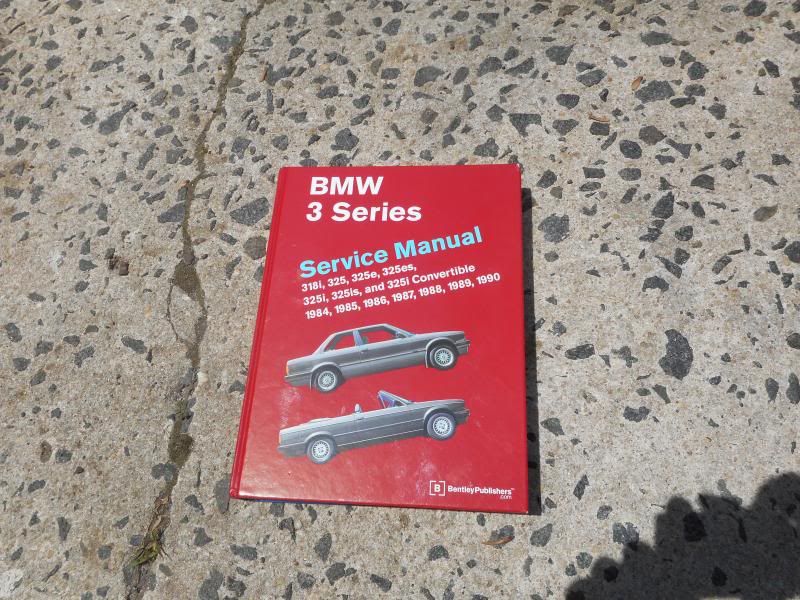 BMW
3 Series
Service Manual
318i, 325, 325e, 325es,
325i, 325is, and 325i Convertible
1984, 1985, 1986, 1987, 1988, 1989, 1990
B BentleyPublishers™
.com